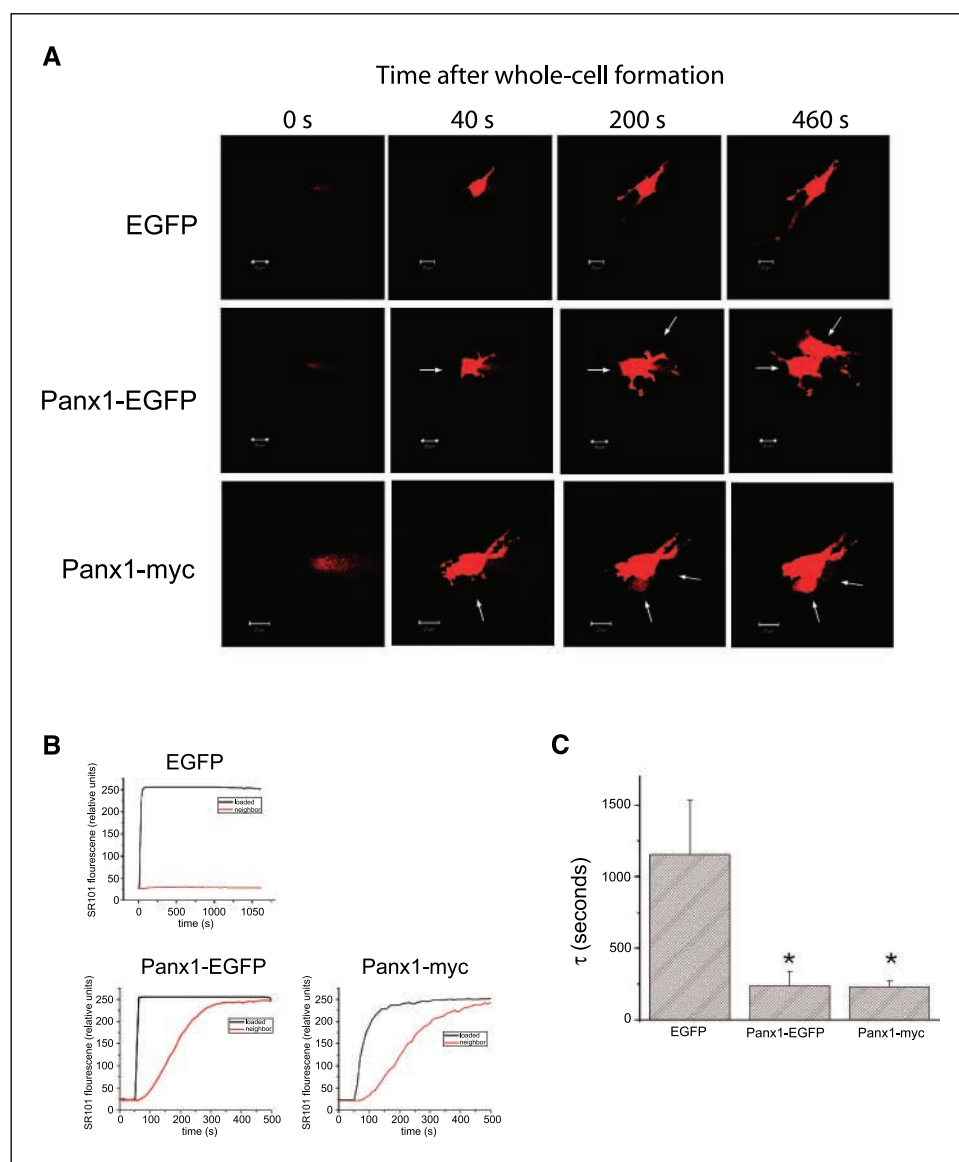 A
Time after whole-cell formation
0 s 40 s 200 s 460 s
EGFP
Panx1-EGFP
Panx1-myc
B
EGFP
SR101 flourescene (relative units)
250
200
150
100
50
0
loaded
neighbor
0 500 1000 1050
time (s)
Panx1-EGFP
SR101 flourescene (relative units)
250
200
150
100
50
0
loaded
neighbor
0 100 200 300 400 500
time (s)
Panx1-myc
SR101 flourescene (relative units)
250
200
150
100
50
0
loaded
neighbor
0 100 200 300 400 500
time (s)
C
τ (seconds)
1500
1000
500
0
* *
EGFP Panx1-EGFP Panx1-myc